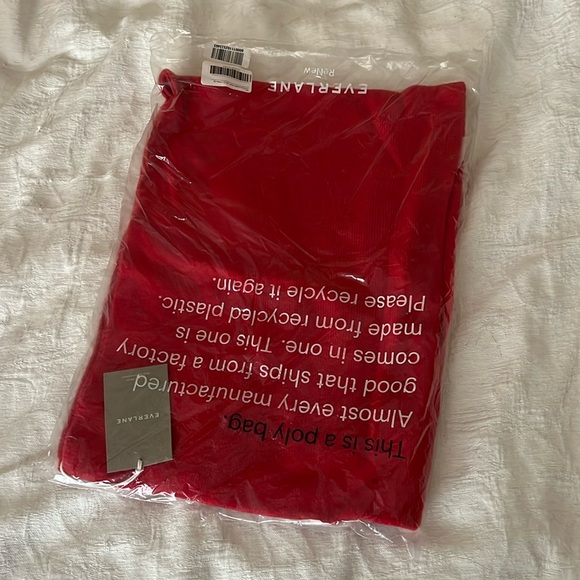 This is a poly bag.
Almost every manufactured
good that ships from a factory
comes in one. This one is
made from recycled plastic.
Please recycle it again.
EVERLANE
ReNew
EVERLANE